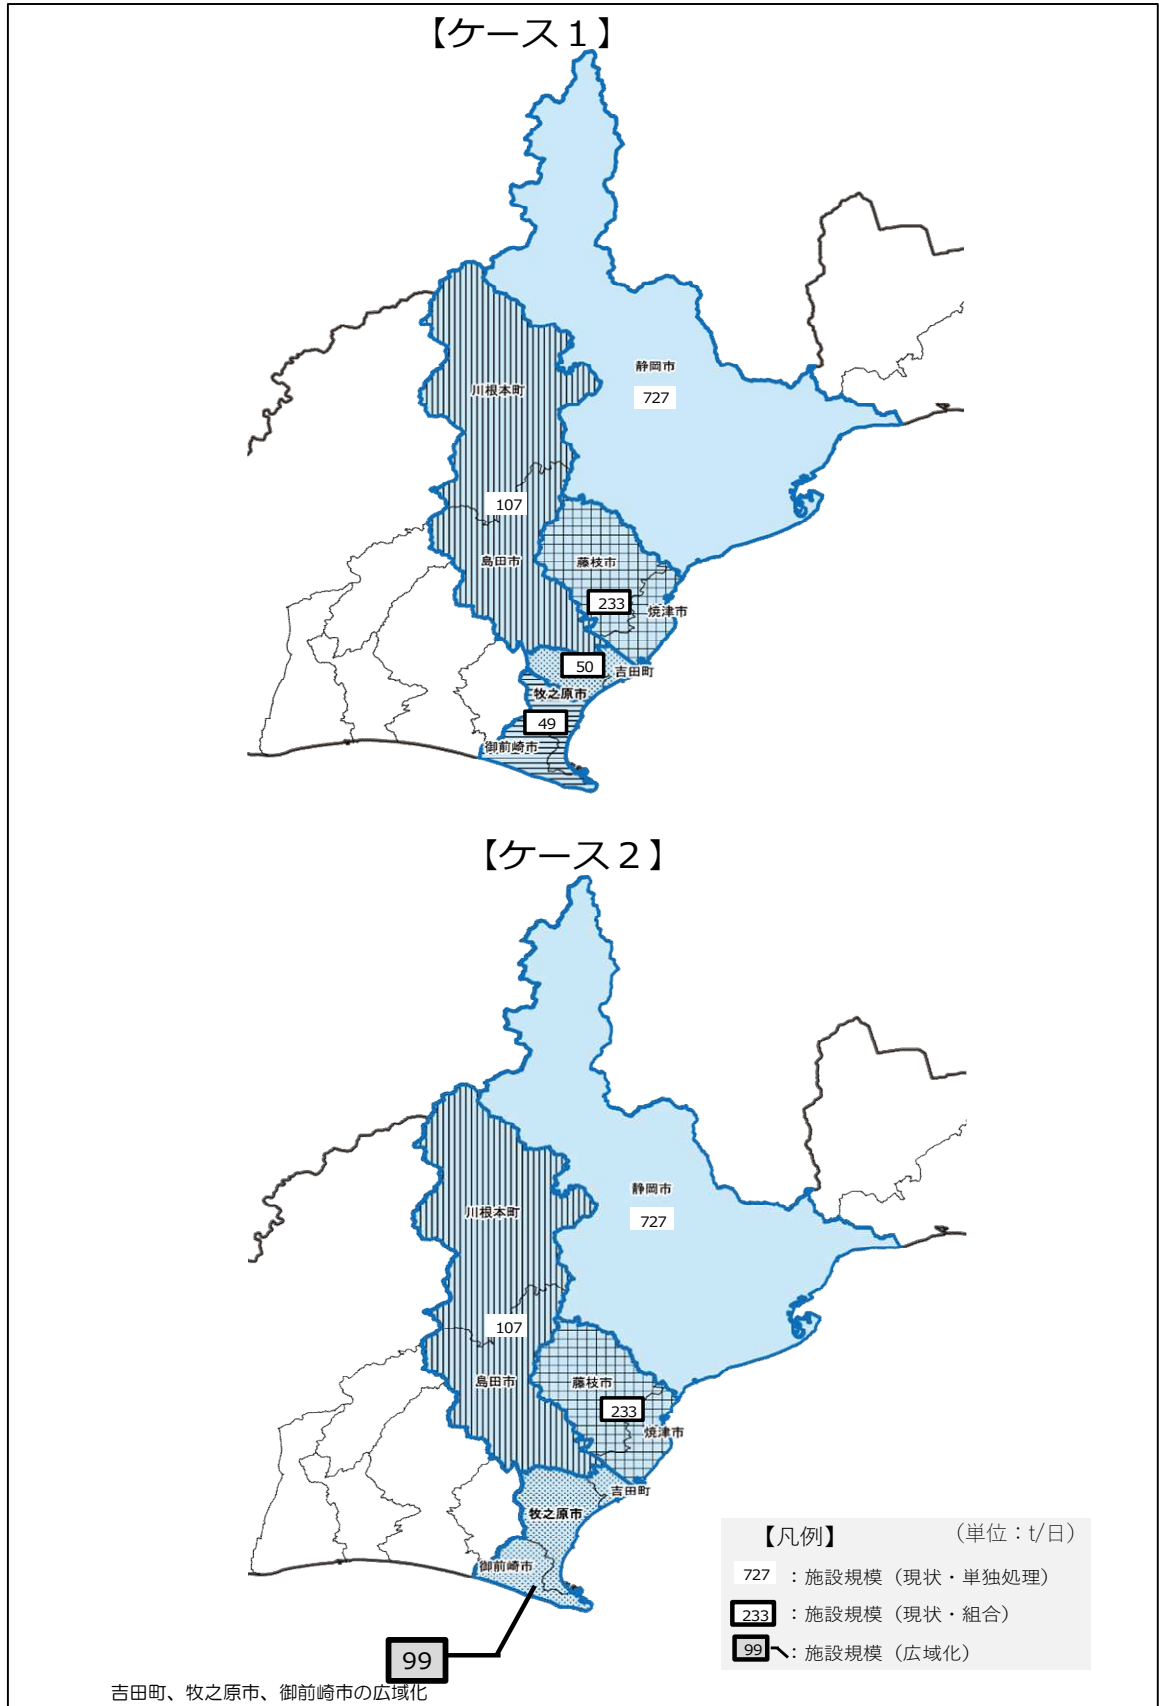 【ケース１】
静岡市
727
川根本町
107
島田市
藤枝市
233
焼津市
50
吉田町
牧之原市
49
御前崎市
【ケース２】
静岡市
727
川根本町
107
島田市
藤枝市
233
焼津市
吉田町
牧之原市
御前崎市
99
吉田町、牧之原市、御前崎市の広域化
【凡例】 （単位：t/日）
727 ：施設規模（現状・単独処理）
233 ：施設規模（現状・組合）
99 ：施設規模（広域化）